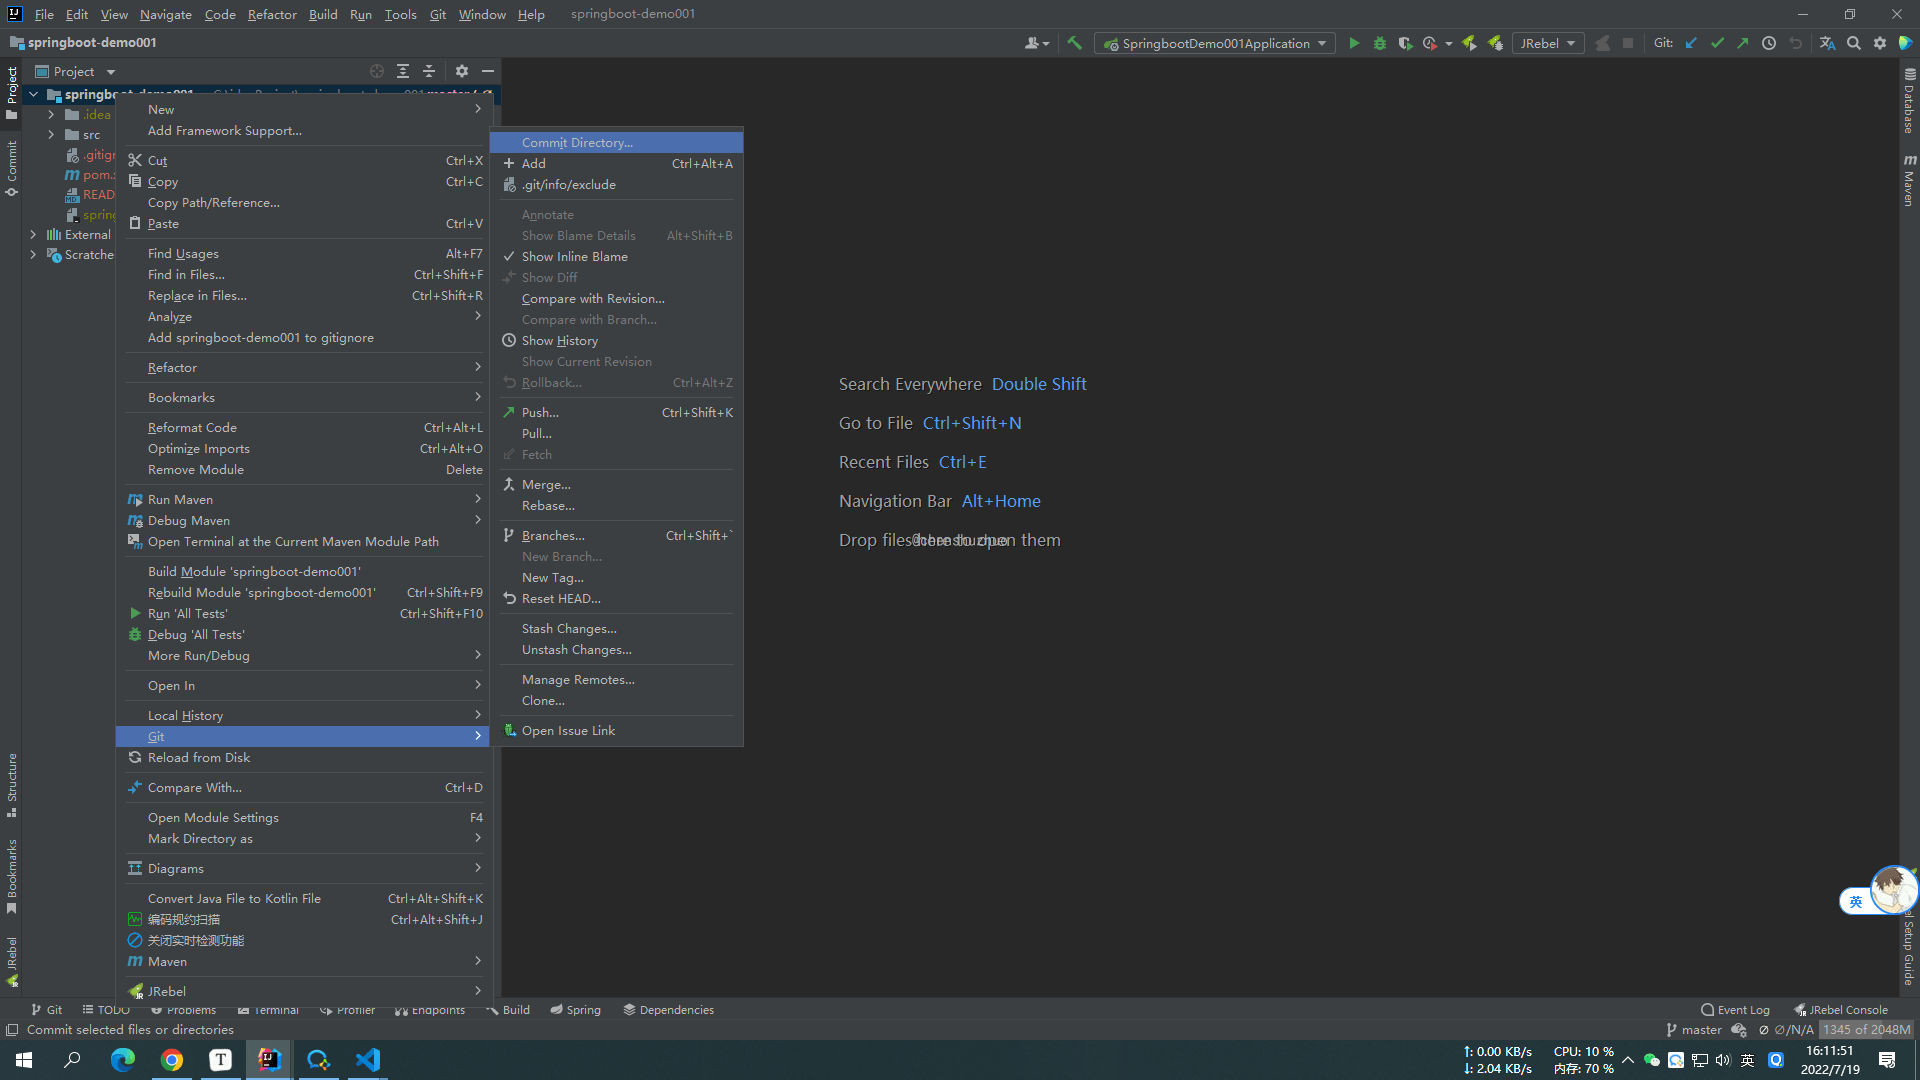 File Edit View Navigate Code Refactor Build Run Tools Git Window Help springboot-demo001
springboot-demo001
SpringbootDemo001Application
JRebel
Git:
Project
Project
Commit
Structure
Bookmarks
JRebel
.idea
src
External
New
Add Framework Support...
Cut Ctrl+X
Copy Ctrl+C
Copy Path/Reference...
Paste Ctrl+V
Find Usages Alt+F7
Find in Files... Ctrl+Shift+F
Replace in Files... Ctrl+Shift+R
Analyze
Add springboot-demo001 to gitignore
Refactor
Bookmarks
Reformat Code Ctrl+Alt+L
Optimize Imports Ctrl+Alt+O
Remove Module Delete
Run Maven
Debug Maven
Open Terminal at the Current Maven Module Path
Build Module 'springboot-demo001'
Rebuild Module 'springboot-demo001' Ctrl+Shift+F9
Run 'All Tests' Ctrl+Shift+F10
Debug 'All Tests'
More Run/Debug
Open In
Local History
Git
Reload from Disk
Compare With... Ctrl+D
Open Module Settings F4
Mark Directory as
Diagrams
Convert Java File to Kotlin File Ctrl+Alt+Shift+K
编码规约扫描 Ctrl+Alt+Shift+J
关闭实时检测功能
Maven
JRebel
Commit Directory...
Add Ctrl+Alt+A
.git/info/exclude
Annotate
Show Blame Details Alt+Shift+B
Show Inline Blame
Show Diff
Compare with Revision...
Compare with Branch...
Show History
Show Current Revision
Rollback... Ctrl+Alt+Z
Push... Ctrl+Shift+K
Pull...
Fetch
Merge...
Rebase...
Branches... Ctrl+Shift+`
New Branch...
New Tag...
Reset HEAD...
Stash Changes...
Unstash Changes...
Manage Remotes...
Clone...
Open Issue Link
Search Everywhere Double Shift
Go to File Ctrl+Shift+N
Recent Files Ctrl+E
Navigation Bar Alt+Home
Drop files here to open them
Database
Maven
Setup Guide
英
Git TODO Problems Terminal Profiler Endpoints Build Spring Dependencies Event Log JRebel Console
Commit selected files or directories master ∅/N/A 1345 of 2048M
↑: 0.00 KB/s CPU: 10 % 英 16:11:51
↓: 2.04 KB/s 内存: 70 % 2022/7/19